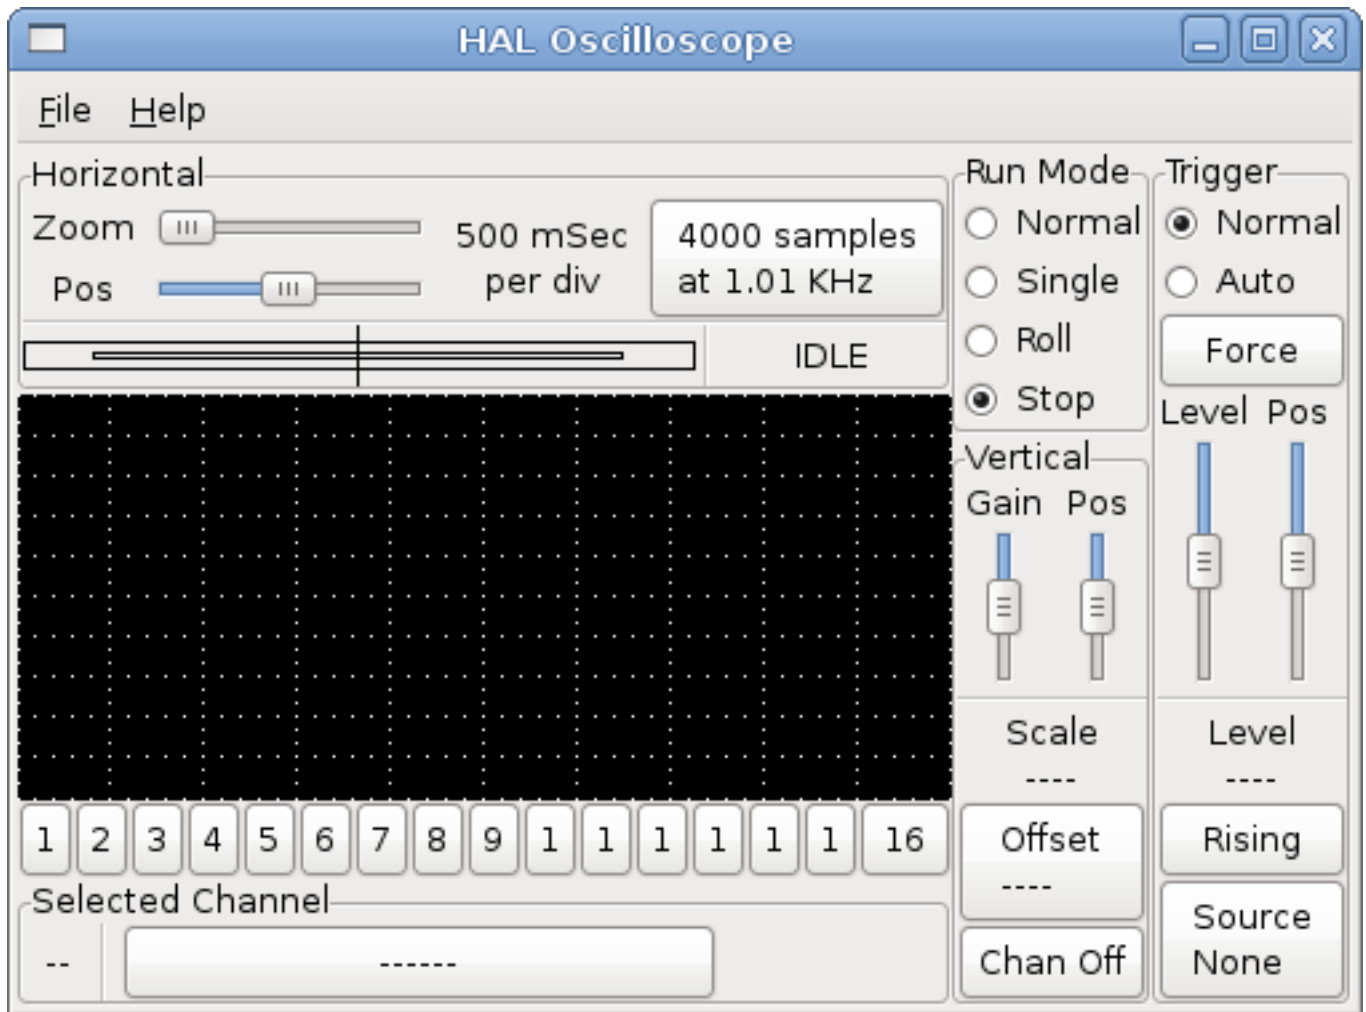 HAL Oscilloscope
File Help
Horizontal
Zoom
Pos
500 mSec
per div
4000 samples
at 1.01 KHz
IDLE
Run Mode
Normal
Single
Roll
Stop
Trigger
Normal
Auto
Force
Level Pos
Vertical
Gain Pos
Scale
----
Level
----
1 2 3 4 5 6 7 8 9 1 1 1 1 1 1 16
Offset
----
Rising
Selected Channel
--
------
Chan Off
Source
None